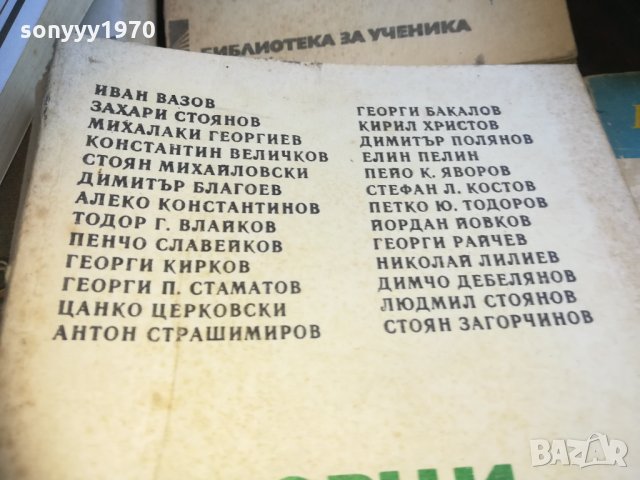 sonyyy1970
БИБЛИОТЕКА ЗА УЧЕНИКА
ИВАН ВАЗОВ
ЗАХАРИ СТОЯНОВ
МИХАЛАКИ ГЕОРГИЕВ
КОНСТАНТИН ВЕЛИЧКОВ
СТОЯН МИХАЙЛОВСКИ
ДИМИТЪР БЛАГОЕВ
АЛЕКО КОНСТАНТИНОВ
ТОДОР Г. ВЛАЙКОВ
ПЕНЧО СЛАВЕЙКОВ
ГЕОРГИ КИРКОВ
ГЕОРГИ П. СТАМАТОВ
ЦАНКО ЦЕРКОВСКИ
АНТОН СТРАШИМИРОВ
ГЕОРГИ БАКАЛОВ
КИРИЛ ХРИСТОВ
ДИМИТЪР ПОЛЯНОВ
ЕЛИН ПЕЛИН
ПЕЙО К. ЯВОРОВ
СТЕФАН Л. КОСТОВ
ПЕТКО Ю. ТОДОРОВ
ЙОРДАН ЙОВКОВ
ГЕОРГИ РАЙЧЕВ
НИКОЛАЙ ЛИЛИЕВ
ДИМЧО ДЕБЕЛЯНОВ
ЛЮДМИЛ СТОЯНОВ
СТОЯН ЗАГОРЧИНОВ
BAZAR